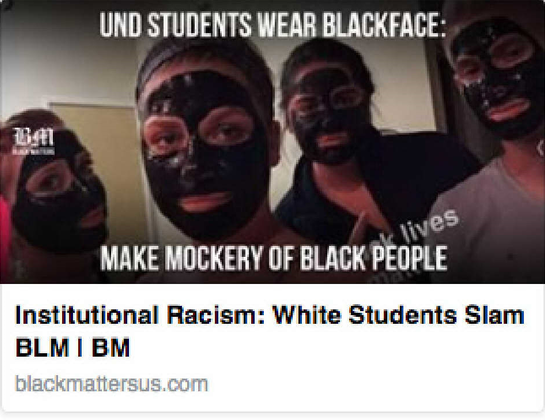 UND STUDENTS WEAR BLACKFACE:
BM
BLACK MATTERS
lives
MAKE MOCKERY OF BLACK PEOPLE
Institutional Racism: White Students Slam
BLM I BM
blackmattersus.com